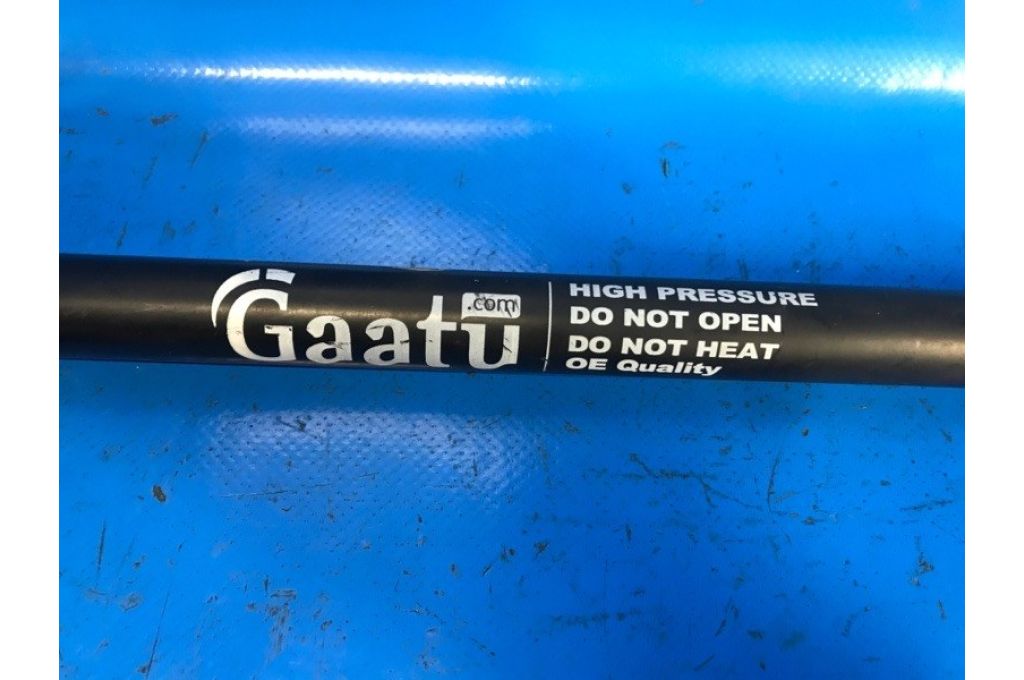 Gaatu
.com
HIGH PRESSURE
DO NOT OPEN
DO NOT HEAT
OE Quality